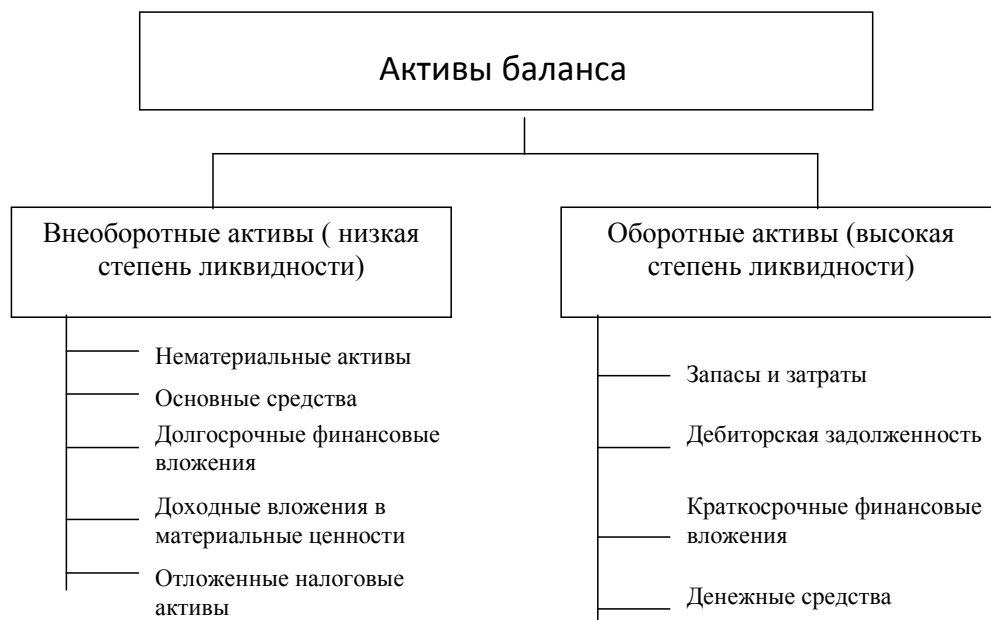 Активы баланса
Внеоборотные активы ( низкая
степень ликвидности)
Нематериальные активы
Основные средства
Долгосрочные финансовые
вложения
Доходные вложения в
материальные ценности
Отложенные налоговые
активы
Оборотные активы (высокая
степень ликвидности)
Запасы и затраты
Дебиторская задолженность
Краткосрочные финансовые
вложения
Денежные средства